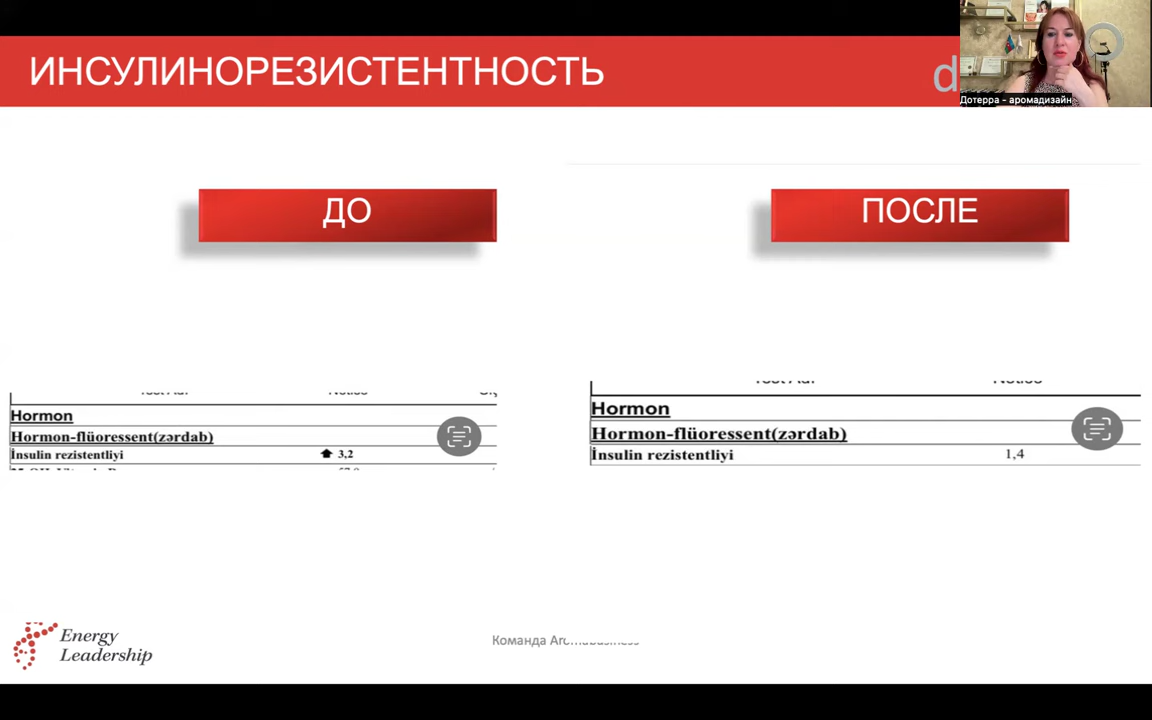 ИНСУЛИНОРЕЗИСТЕНТНОСТЬ
d
Дотерра - аромадизайн
ДО
ПОСЛЕ
Hormon
Hormon-flüoressent(zərdab)
İnsulin rezistentliyi 3,2
Hormon
Hormon-flüoressent(zərdab)
İnsulin rezistentliyi 1,4
Energy
Leadership
Команда Aromabusiness